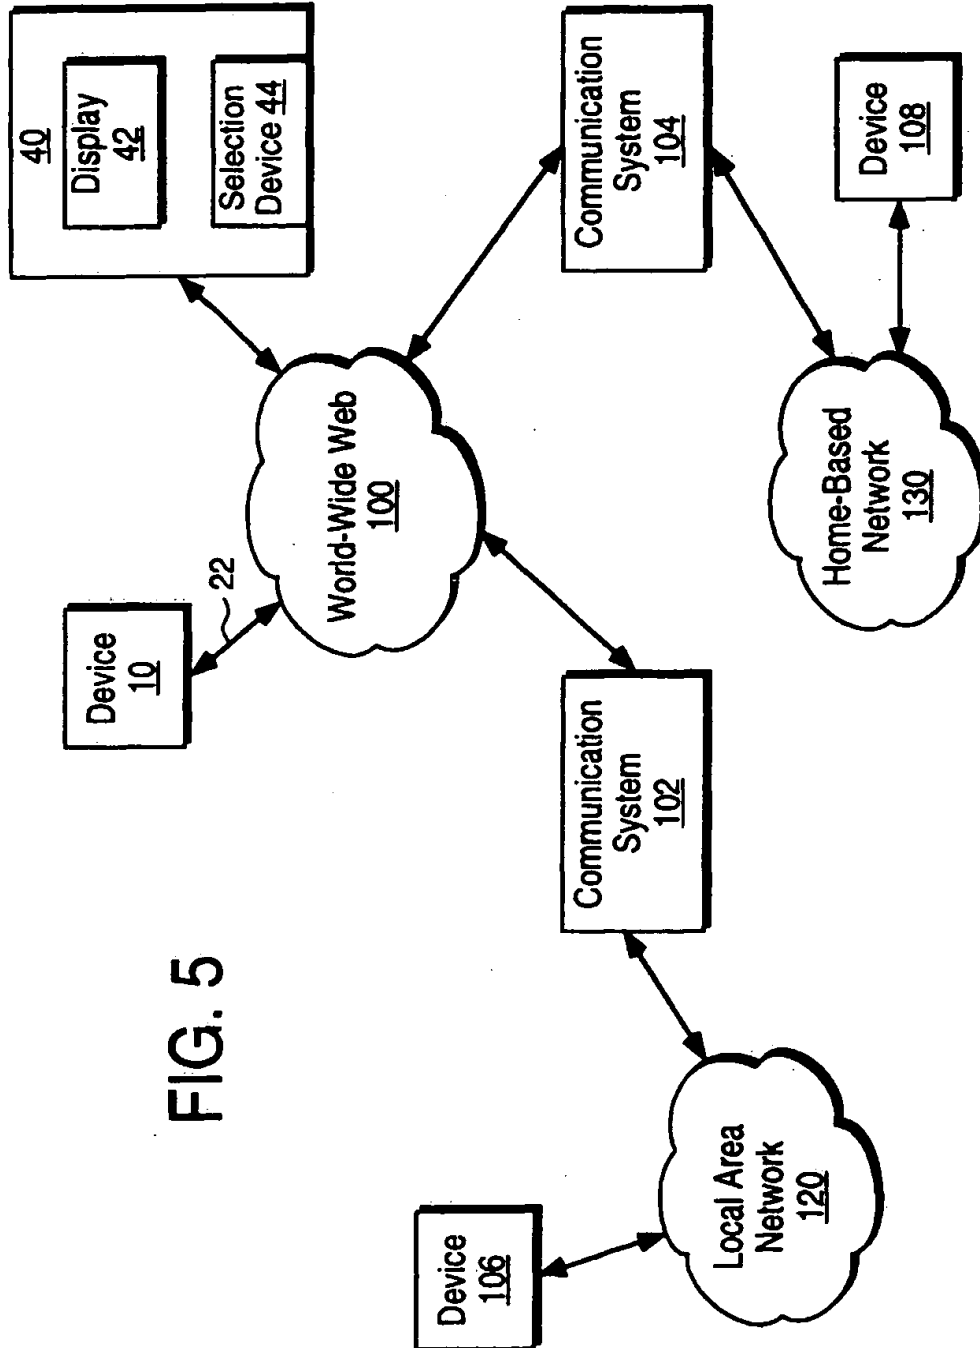 FIG. 5
Device
106
Local Area
Network
120
Device
10
22
Communication
System
102
World-Wide Web
100
40
Display
42
Selection
Device 44
Communication
System
104
Home-Based
Network
130
Device
108